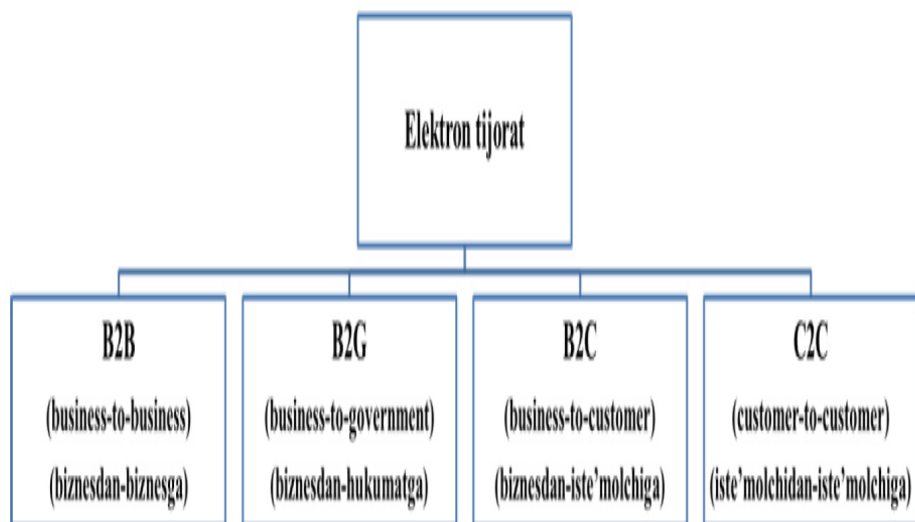 Elektron tijorat
B2B
(business-to-business)
(biznesdan-biznesga)
B2G
(business-to-government)
(biznesdan-hukumatga)
B2C
(business-to-customer)
(biznesdan-iste’molchiga)
C2C
(customer-to-customer)
(iste’molchidan-iste’molchiga)